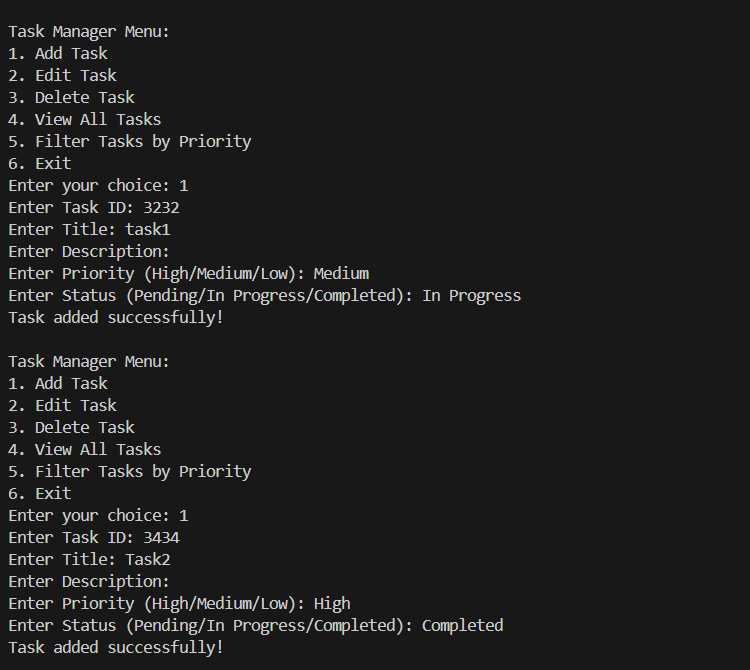 Task Manager Menu:
1. Add Task
2. Edit Task
3. Delete Task
4. View All Tasks
5. Filter Tasks by Priority
6. Exit
Enter your choice: 1
Enter Task ID: 3232
Enter Title: task1
Enter Description:
Enter Priority (High/Medium/Low): Medium
Enter Status (Pending/In Progress/Completed): In Progress
Task added successfully!
Task Manager Menu:
1. Add Task
2. Edit Task
3. Delete Task
4. View All Tasks
5. Filter Tasks by Priority
6. Exit
Enter your choice: 1
Enter Task ID: 3434
Enter Title: Task2
Enter Description:
Enter Priority (High/Medium/Low): High
Enter Status (Pending/In Progress/Completed): Completed
Task added successfully!